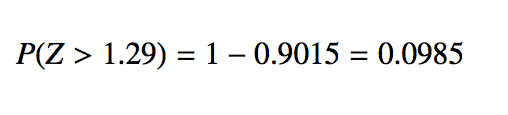 P(Z > 1.29) = 1 – 0.9015 = 0.0985